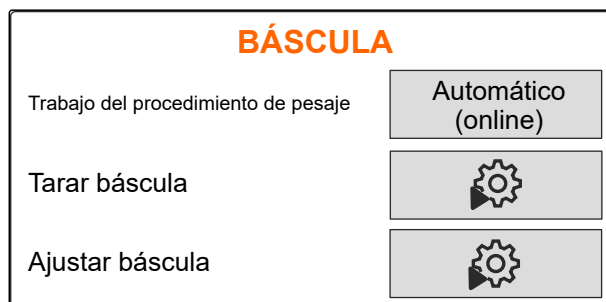 BÁSCULA
Trabajo del procedimiento de pesaje
Automático
(online)
Tarar báscula
Ajustar báscula